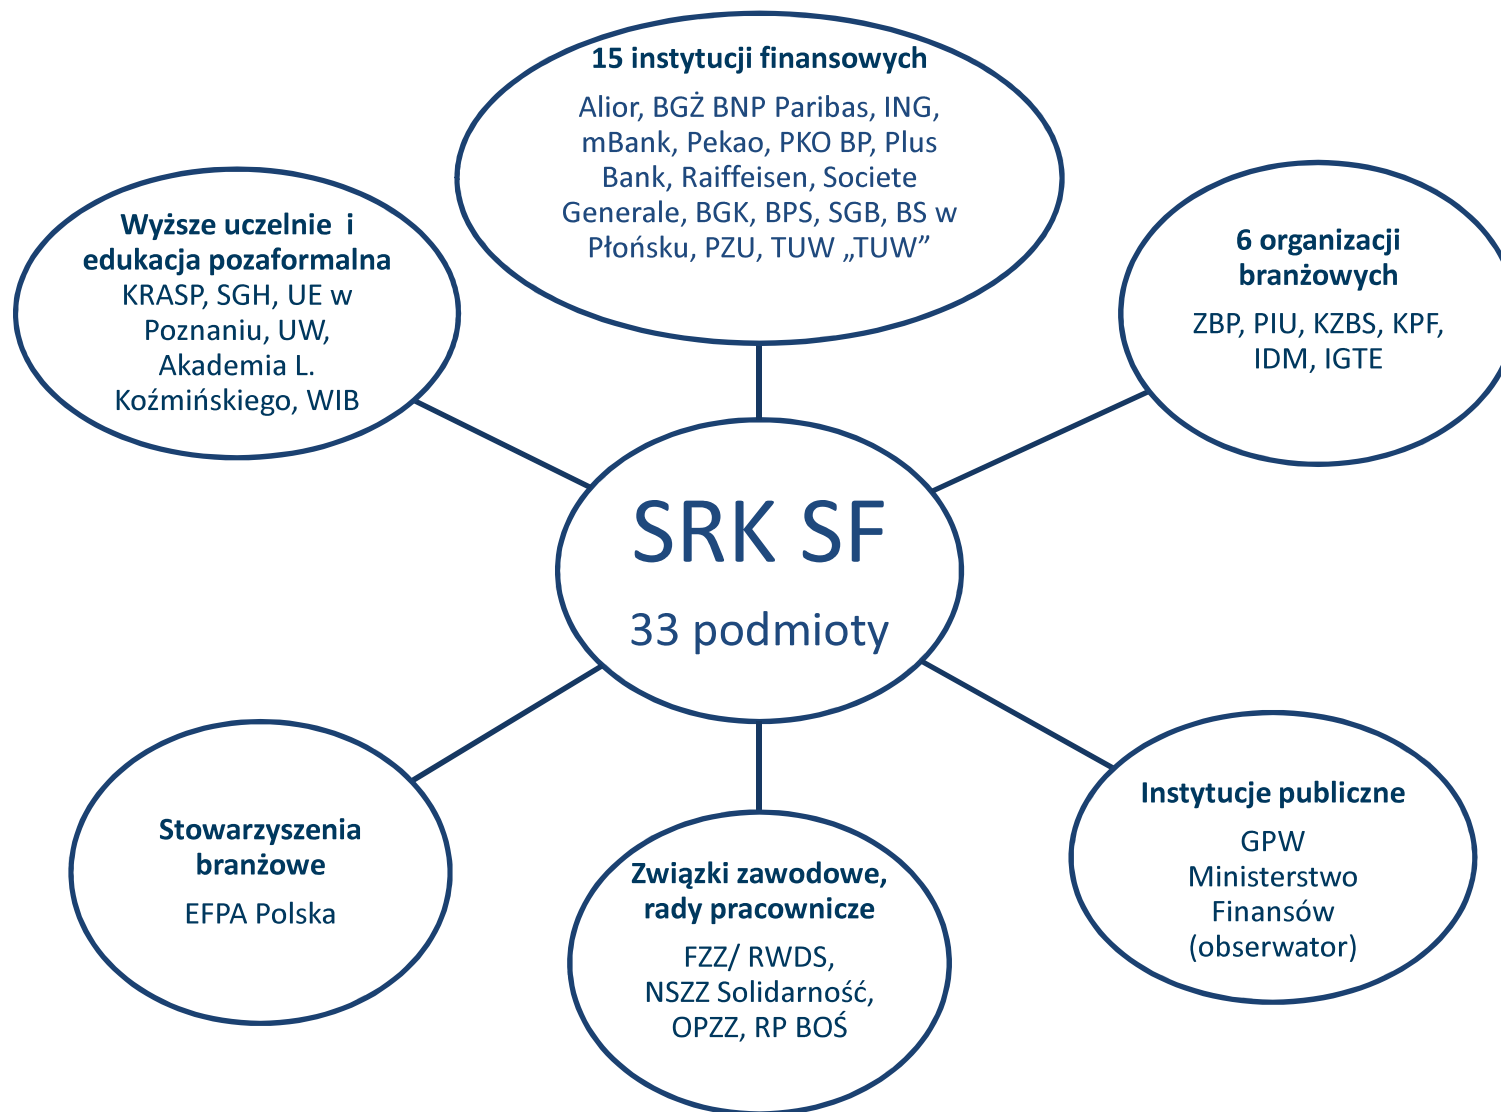 15 instytucji finansowych
Alior, BGŻ BNP Paribas, ING,
mBank, Pekao, PKO BP, Plus
Bank, Raiffeisen, Societe
Generale, BGK, BPS, SGB, BS w
Płońsku, PZU, TUW „TUW”
Wyższe uczelnie i
edukacja pozaformalna
KRASP, SGH, UE w
Poznaniu, UW,
Akademia L.
Koźmińskiego, WIB
6 organizacji
branżowych
ZBP, PIU, KZBS, KPF,
IDM, IGTE
SRK SF
33 podmioty
Stowarzyszenia
branżowe
EFPA Polska
Związki zawodowe,
rady pracownicze
FZZ/ RWDS,
NSZZ Solidarność,
OPZZ, RP BOŚ
Instytucje publiczne
GPW
Ministerstwo
Finansów
(obserwator)